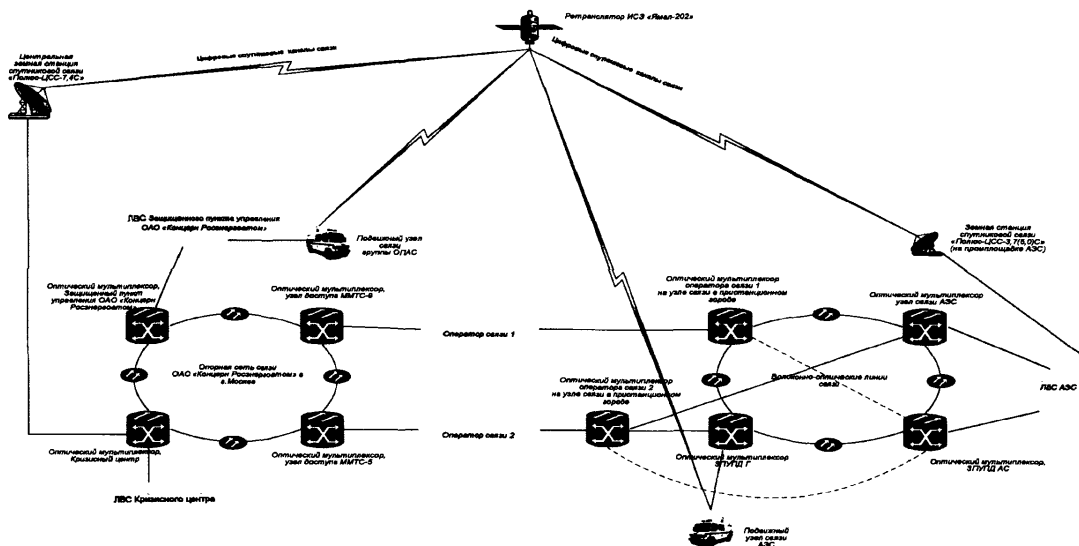 Ретранслятор ИСЗ «Ямал-202»
Цифровые спутниковые каналы связи
Цифровые спутниковые каналы связи
Центральная
земная станция
спутниковой связи
«Полюс-ЦСС-7,4С»
ЛВС Защищенного пункта управления
ОАО «Концерн Росэнергоатом»
Подвижный узел
связи
группы ОПАС
Земная станция
спутниковой связи
«Полюс-ЦСС-3,7(5,0)С»
(на промплощадке АЭС)
Оптический мультиплексор,
Защищенный пункт
управления ОАО «Концерн
Росэнергоатом»
Оптический мультиплексор,
узел доступа ММТС-9
Оптический мультиплексор
оператора связи 1
на узле связи в пристанционном
городе
Оптический мультиплексор
узел связи АЭС
Оператор связи 1
Опорная сеть связи
ОАО «Концерн Росэнергоатом» в
г. Москве
Оптический мультиплексор
оператора связи 2
на узле связи в пристанционном
городе
Волоконно-оптические линии
связи
ЛВС АЭС
Оператор связи 2
Оптический мультиплексор,
Кризисный центр
Оптический мультиплексор,
узел доступа ММТС-5
Оптический мультиплексор
ЗПУПД Г
Оптический мультиплексор,
ЗПУПД АС
ЛВС Кризисного центра
Подвижный
узел связи
АЭС